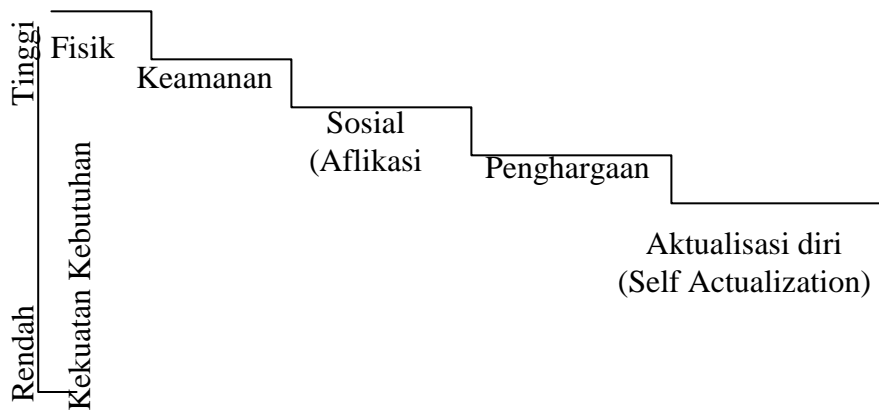 Tinggi
Fisik
Keamanan
Sosial
(Aflikasi
Penghargaan
Aktualisasi diri
(Self Actualization)
Rendah
Kekuatan Kebutuhan